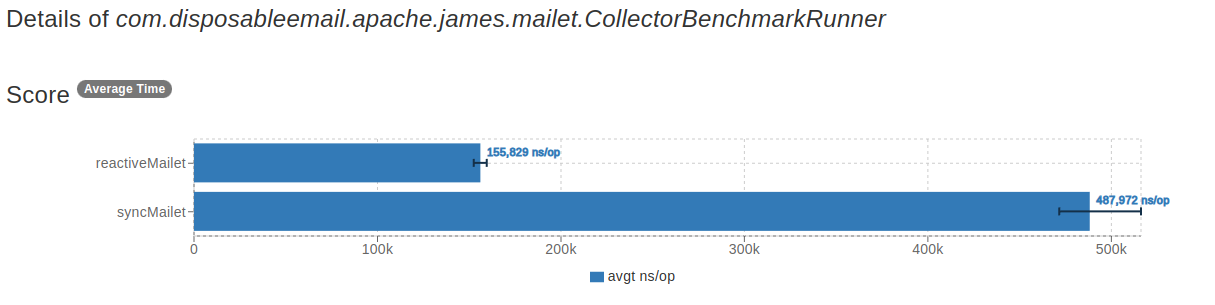 Details of com.disposableemail.apache.james.mailet.CollectorBenchmarkRunner
Score Average Time
reactiveMailet
155,829 ns/op
syncMailet
487,972 ns/op
0 100k 200k 300k 400k 500k
avgt ns/op